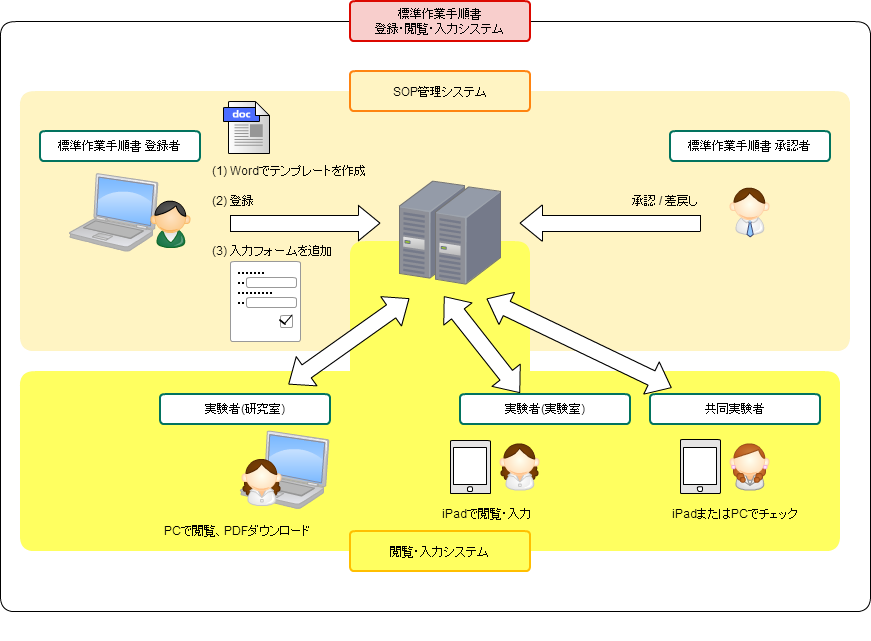 標準作業手順書
登録・閲覧・入力システム
SOP管理システム
doc
標準作業手順書 登録者
標準作業手順書 承認者
(1) Wordでテンプレートを作成
(2) 登録
承認 / 差戻し
(3) 入力フォームを追加
実験者(研究室)
実験者(実験室)
共同実験者
iPadで閲覧・入力
iPadまたはPCでチェック
PCで閲覧、PDFダウンロード
閲覧・入力システム